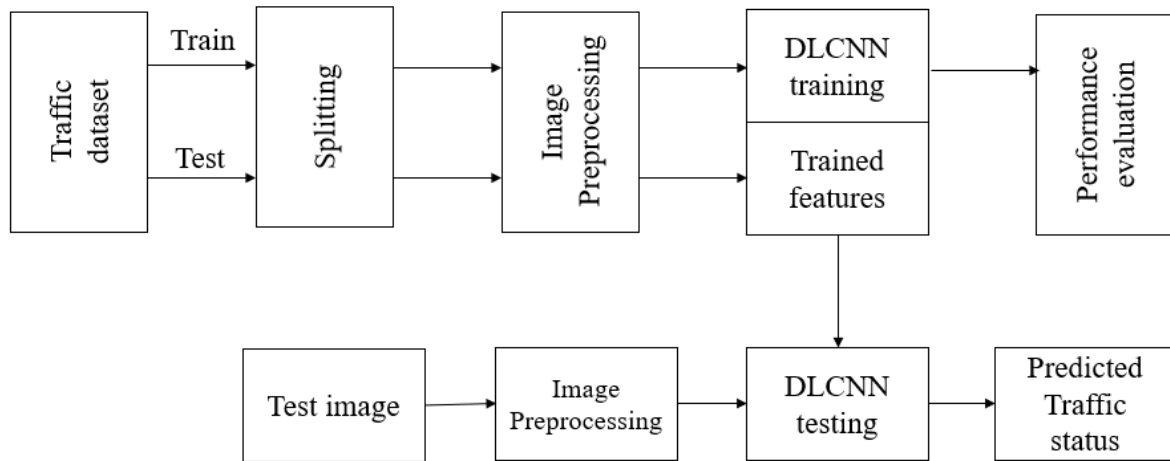 Traffic
dataset
Train
Test
Splitting
Image
Preprocessing
DLCNN
training
Trained
features
Performance
evaluation
Test image
Image
Preprocessing
DLCNN
testing
Predicted
Traffic
status